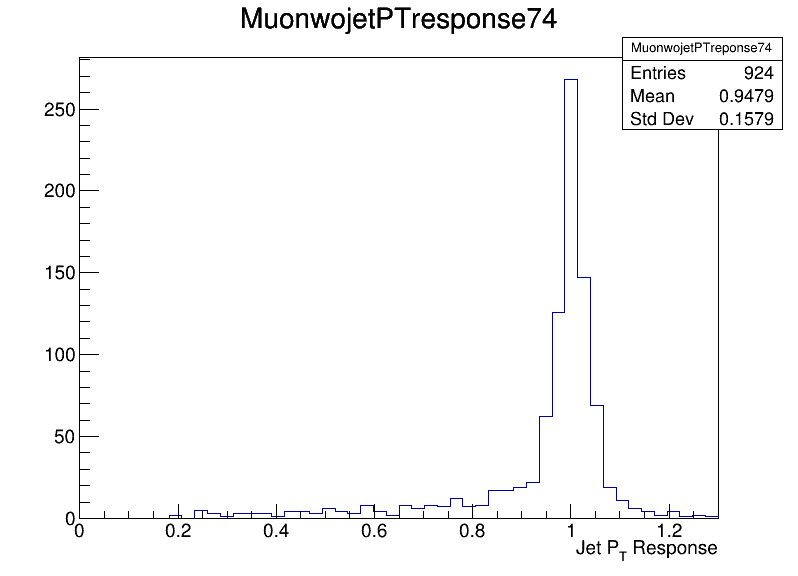 MuonwojetPTresponse74
MuonwojetPTreponse74
Entries 924
Mean 0.9479
Std Dev 0.1579
250
200
150
100
50
0
0 0.2 0.4 0.6 0.8 1 1.2
Jet P_T Response